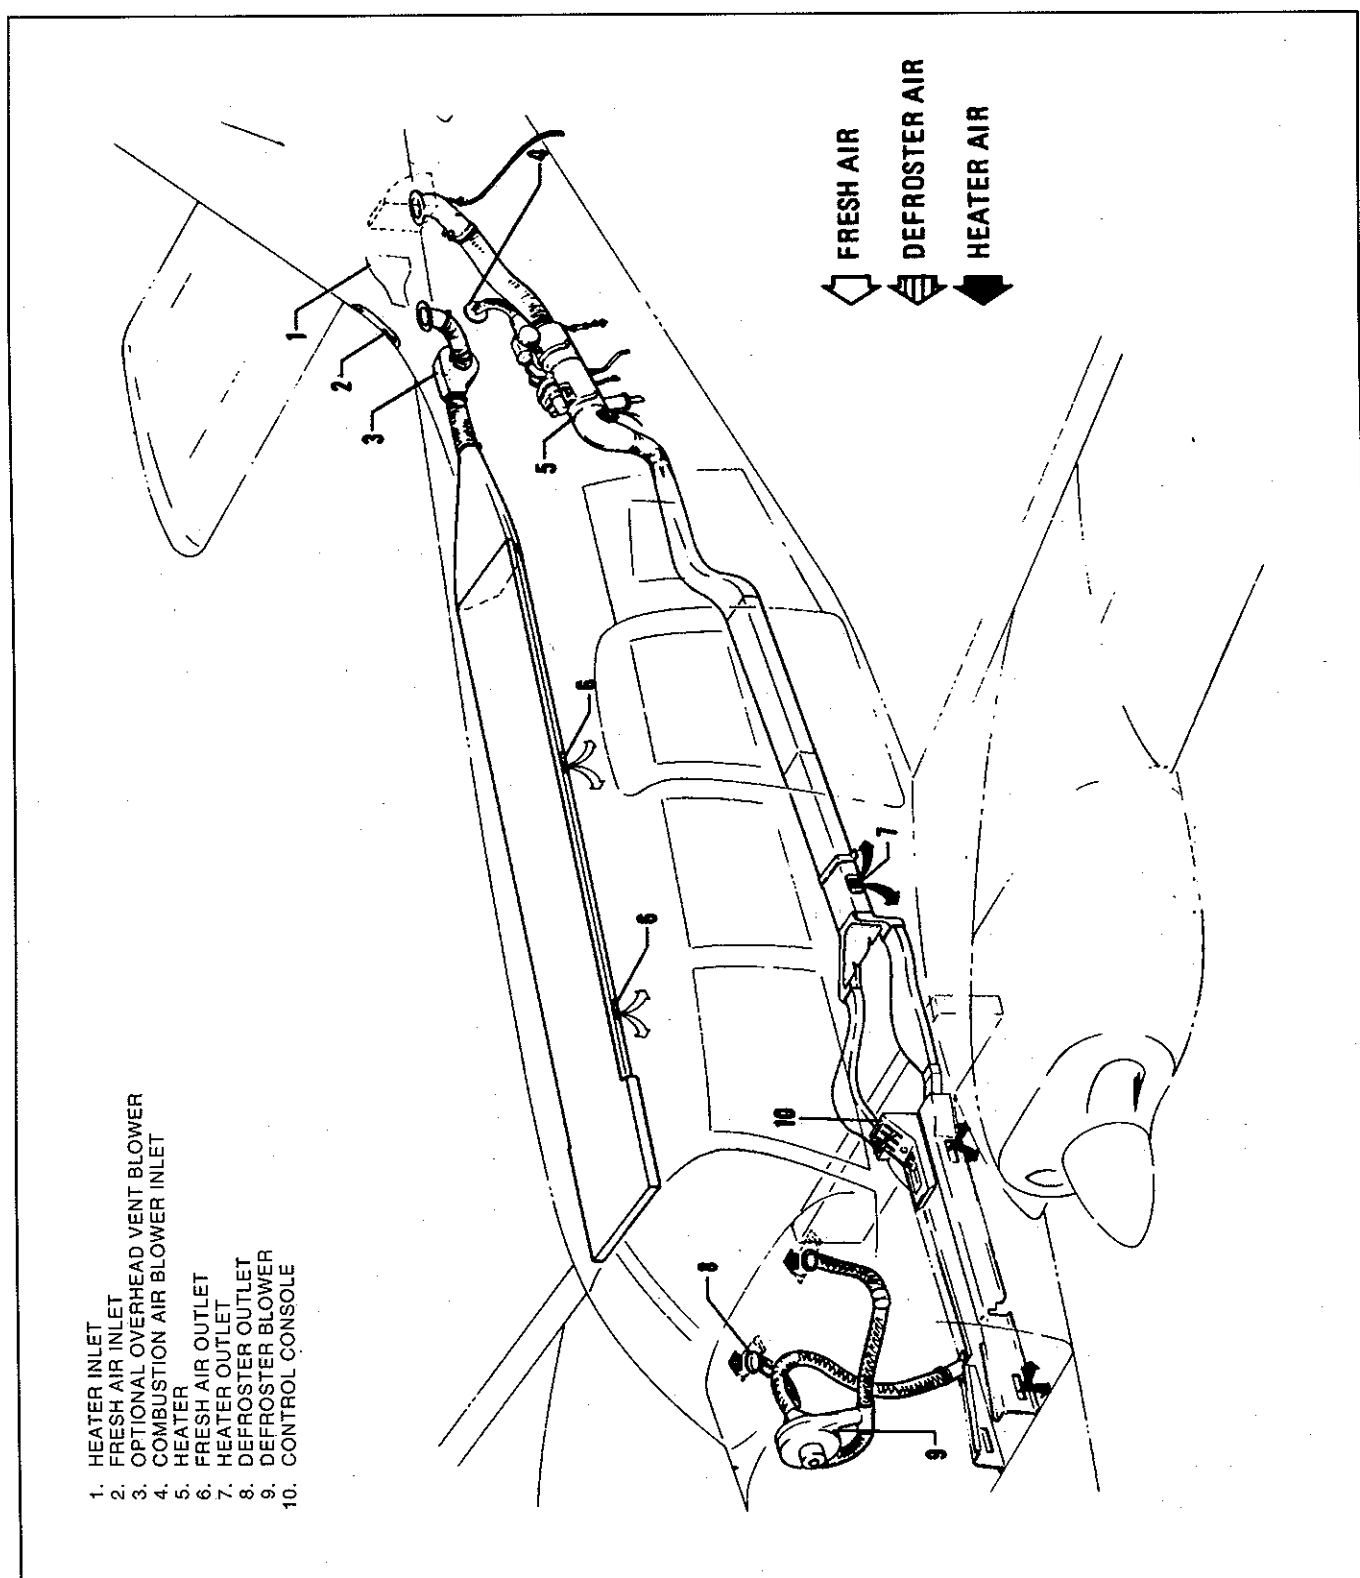 1. HEATER INLET
2. FRESH AIR INLET
3. OPTIONAL OVERHEAD VENT BLOWER
4. COMBUSTION AIR BLOWER INLET
5. HEATER
6. FRESH AIR OUTLET
7. HEATER OUTLET
8. DEFROSTER OUTLET
9. DEFROSTER BLOWER
10. CONTROL CONSOLE
1
2
3
4
5
6
6
7
8
9
10
FRESH AIR
DEFROSTER AIR
HEATER AIR